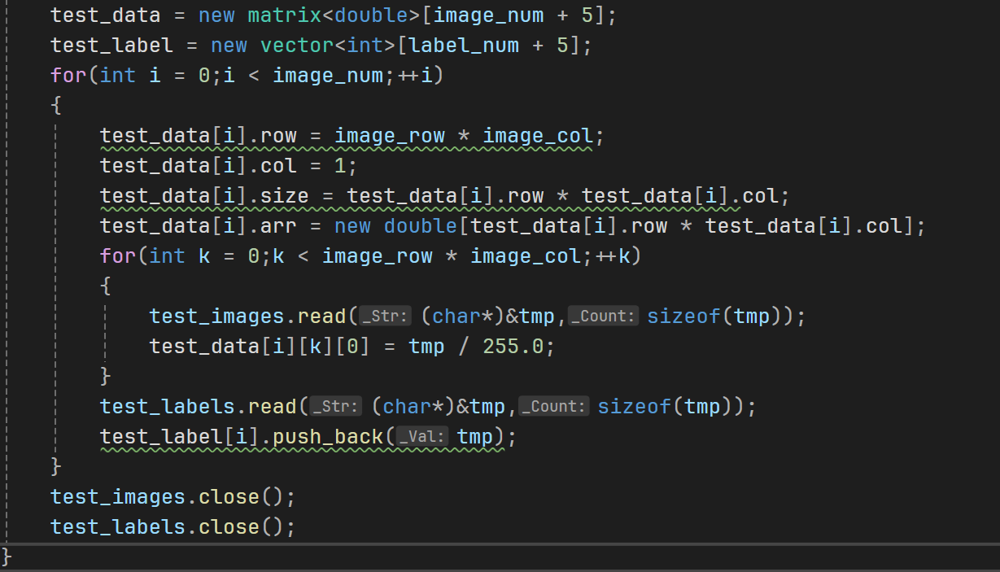 test_data = new matrix<double>[image_num + 5];
test_label = new vector<int>[label_num + 5];
for(int i = 0;i < image_num;++i)
{
test_data[i].row = image_row * image_col;
test_data[i].col = 1;
test_data[i].size = test_data[i].row * test_data[i].col;
test_data[i].arr = new double[test_data[i].row * test_data[i].col];
for(int k = 0;k < image_row * image_col;++k)
{
test_images.read(_Str: (char*)&tmp,_Count: sizeof(tmp));
test_data[i][k][0] = tmp / 255.0;
}
test_labels.read(_Str: (char*)&tmp,_Count: sizeof(tmp));
test_label[i].push_back(_Val: tmp);
}
test_images.close();
test_labels.close();
}